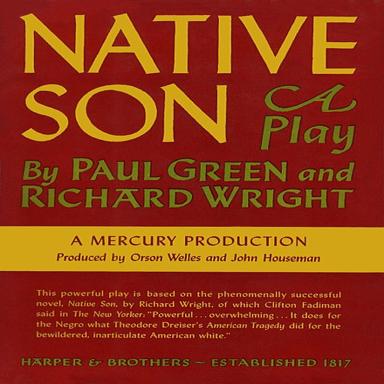 NATIVE
SON A
Play
By PAUL GREEN and
RICHARD WRIGHT
A MERCURY PRODUCTION
Produced by Orson Welles and John Houseman
This powerful play is based on the phenomenally successful
novel, Native Son, by Richard Wright, of which Clifton Fadiman
said in The New Yorker: "Powerful . . . overwhelming . . . It does for
the Negro what Theodore Dreiser's American Tragedy did for the
bewildered, inarticulate American white."
HARPER & BROTHERS ~ ESTABLISHED 1817